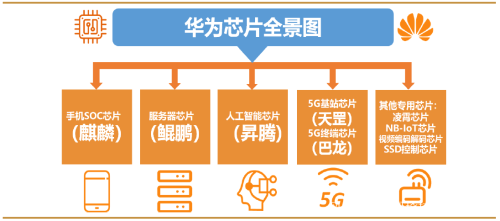 华为芯片全景图
手机SOC芯片
（麒麟）
服务器芯片
（鲲鹏）
人工智能芯片
（昇腾）
5G基站芯片
（天罡）
5G终端芯片
（巴龙）
其他专用芯片：
凌霄芯片
NB-IoT芯片
视频编码解码芯片
SSD控制芯片
5G